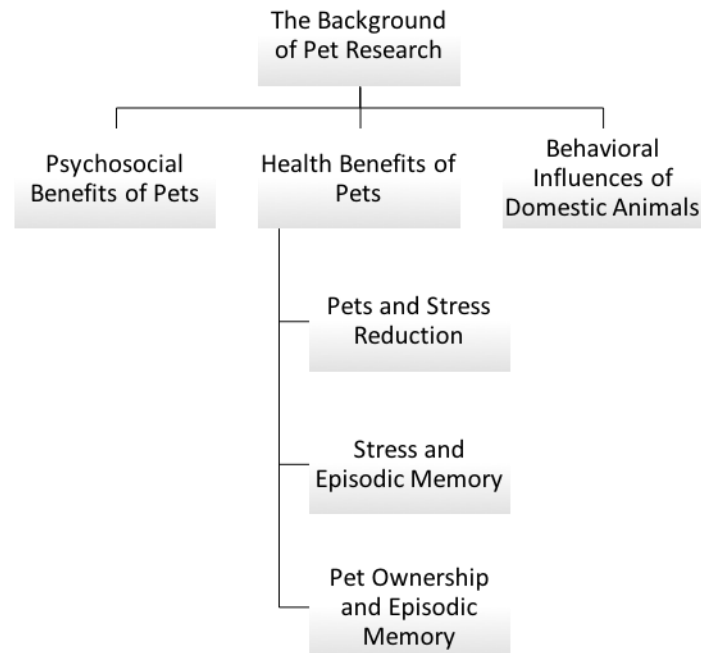 The Background
of Pet Research
Psychosocial
Benefits of Pets
Health Benefits of
Pets
Behavioral
Influences of
Domestic Animals
Pets and Stress
Reduction
Stress and
Episodic Memory
Pet Ownership
and Episodic
Memory